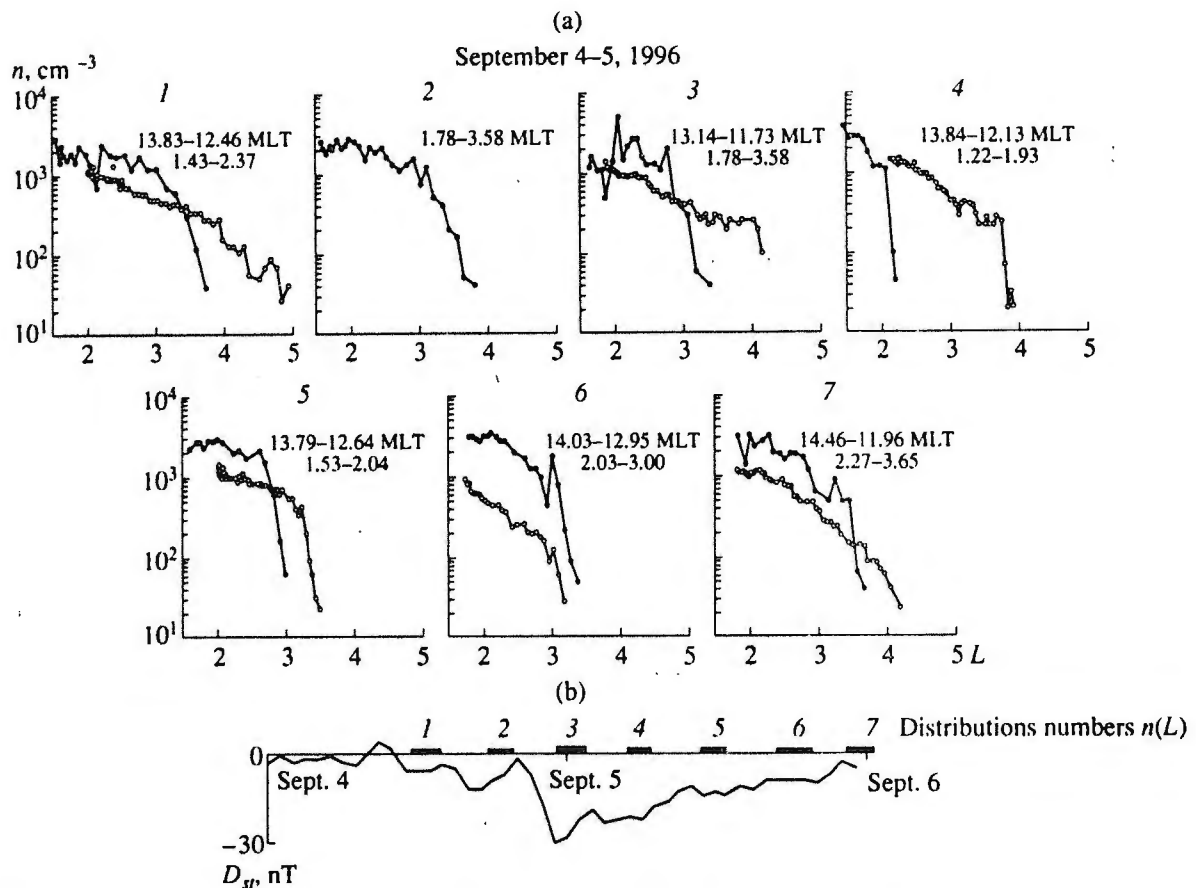 (a)
September 4–5, 1996
n, cm⁻³
1
2
3
4
10⁴
10³
10²
10¹
13.83–12.46 MLT
1.43–2.37
1.78–3.58 MLT
13.14–11.73 MLT
1.78–3.58
13.84–12.13 MLT
1.22–1.93
2 3 4 5
2 3 4 5
2 3 4 5
2 3 4 5
5
6
7
10⁴
10³
10²
10¹
13.79–12.64 MLT
1.53–2.04
14.03–12.95 MLT
2.03–3.00
14.46–11.96 MLT
2.27–3.65
2 3 4 5
2 3 4 5
2 3 4 5 L
(b)
1 2 3 4 5 6 7 Distributions numbers n(L)
0
Sept. 4 Sept. 5 Sept. 6
–30
Dst, nT